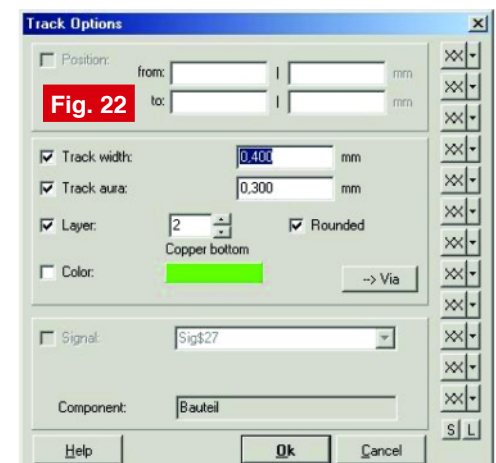 Track Options
Position:
from: | mm
Fig. 22
to: | mm
Track width: 0,400 mm
Track aura: 0,300 mm
Layer: 2 Rounded
Copper bottom
Color: --> Via
Signal: Sig$27
Component: Bauteil
S L
Help Ok Cancel